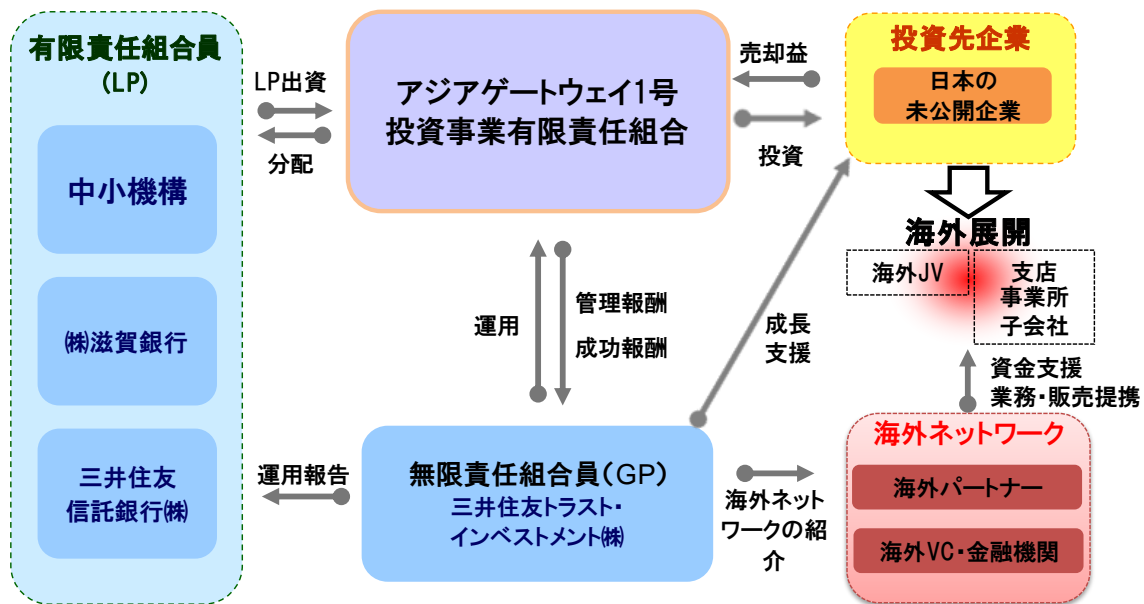 有限責任組合員
(LP)
中小機構
㈱滋賀銀行
三井住友
信託銀行㈱
LP出資
分配
アジアゲートウェイ1号
投資事業有限責任組合
売却益
投資
投資先企業
日本の
未公開企業
海外展開
海外JV
支店
事業所
子会社
運用
管理報酬
成功報酬
成長
支援
資金支援
業務・販売提携
運用報告
無限責任組合員(GP)
三井住友トラスト・
インベストメント㈱
海外ネット
ワークの紹
介
海外ネットワーク
海外パートナー
海外VC・金融機関